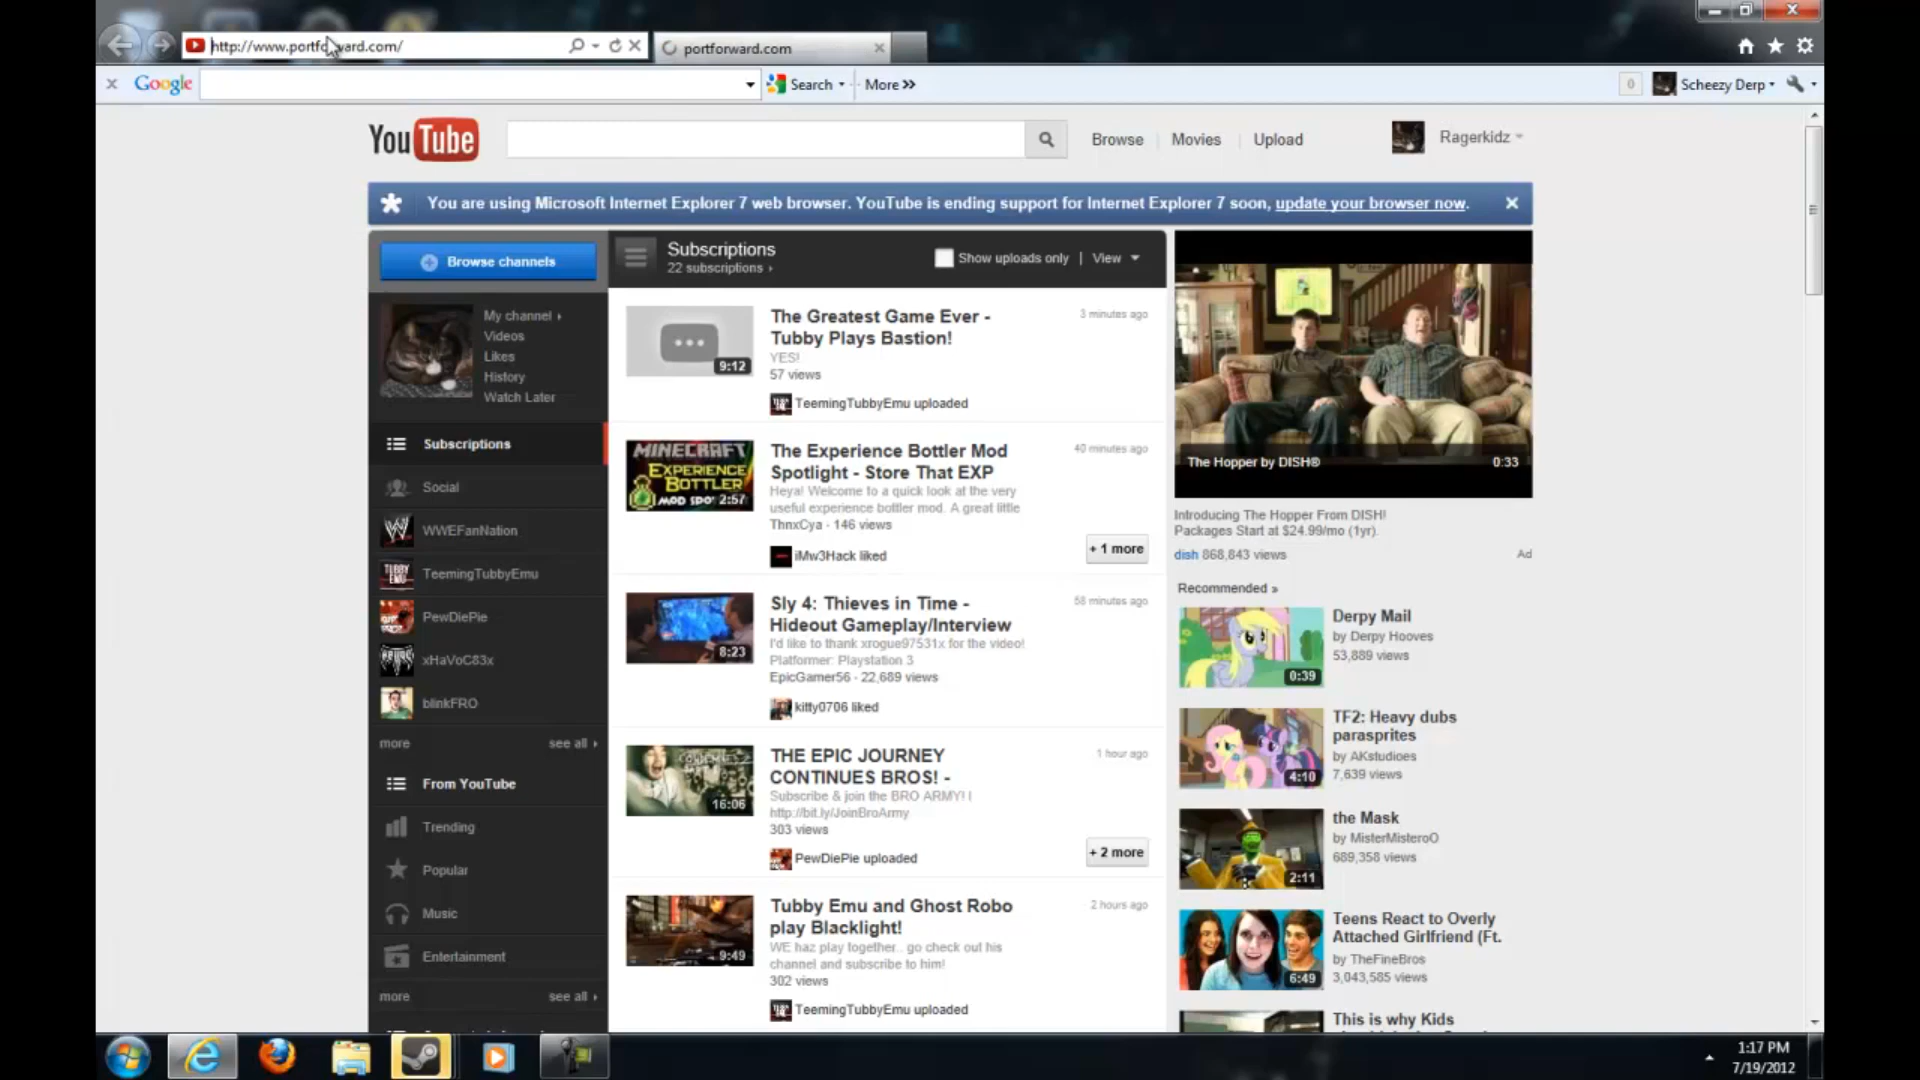 http://www.portforward.com/
portforward.com
Google
Search
More »
0
Scheezy Derp
YouTube
Browse
Movies
Upload
Ragerkidz
You are using Microsoft Internet Explorer 7 web browser. YouTube is ending support for Internet Explorer 7 soon, update your browser now.
Browse channels
My channel
Videos
Likes
History
Watch Later
Subscriptions
Social
WWEFanNation
TeemingTubbyEmu
PewDiePie
xHaVoC83x
blinkFRO
more
see all
From YouTube
Trending
Popular
Music
Entertainment
more
see all
Subscriptions
22 subscriptions
Show uploads only
View
The Greatest Game Ever -
Tubby Plays Bastion!
YES!
57 views
3 minutes ago
9:12
TeemingTubbyEmu uploaded
MINECRAFT
EXPERIENCE
BOTTLER
MOD SPO
2:57
The Experience Bottler Mod
Spotlight - Store That EXP
40 minutes ago
Heya! Welcome to a quick look at the very
useful experience bottler mod. A great little
ThnxCya - 146 views
iMw3Hack liked
+ 1 more
Sly 4: Thieves in Time -
Hideout Gameplay/Interview
58 minutes ago
8:23
I'd like to thank xrogue97531x for the video!
Platformer: Playstation 3
EpicGamer56 - 22,689 views
kitty0706 liked
THE EPIC JOURNEY
CONTINUES BROS! -
1 hour ago
16:06
Subscribe & join the BRO ARMY! I
http://bit.ly/JoinBroArmy
303 views
PewDiePie uploaded
+ 2 more
Tubby Emu and Ghost Robo
play Blacklight!
2 hours ago
9:49
WE haz play together.. go check out his
channel and subscribe to him!
302 views
TeemingTubbyEmu uploaded
The Hopper by DISH®
0:33
Introducing The Hopper From DISH!
Packages Start at $24.99/mo (1yr).
dish 868,843 views
Ad
Recommended »
Derpy Mail
by Derpy Hooves
53,889 views
0:39
TF2: Heavy dubs
parasprites
by AKstudioes
7,639 views
4:10
the Mask
by MisterMisteroO
689,358 views
2:11
Teens React to Overly
Attached Girlfriend (Ft.
by TheFineBros
3,043,585 views
6:49
This is why Kids
1:17 PM
7/19/2012